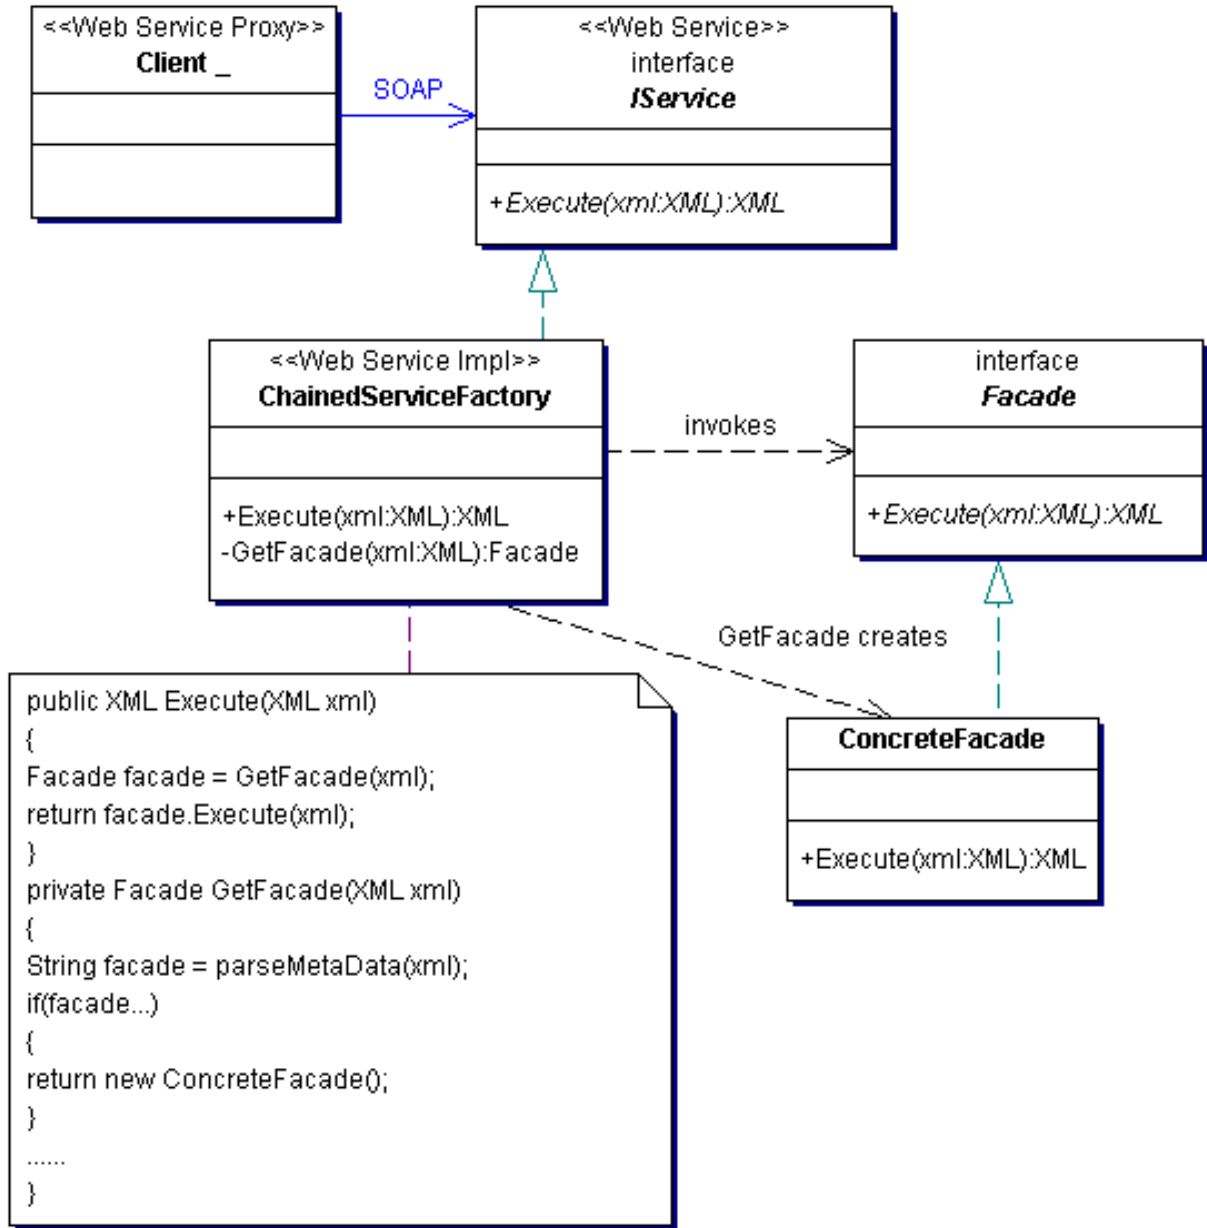 <<Web Service Proxy>>
Client _
SOAP
<<Web Service>>
interface
IService
+Execute(xml:XML):XML
<<Web Service Impl>>
ChainedServiceFactory
+Execute(xml:XML):XML
-GetFacade(xml:XML):Facade
invokes
interface
Facade
+Execute(xml:XML):XML
GetFacade creates
ConcreteFacade
+Execute(xml:XML):XML
public XML Execute(XML xml)
{
Facade facade = GetFacade(xml);
return facade.Execute(xml);
}
private Facade GetFacade(XML xml)
{
String facade = parseMetaData(xml);
if(facade...)
{
return new ConcreteFacade();
}
......
}